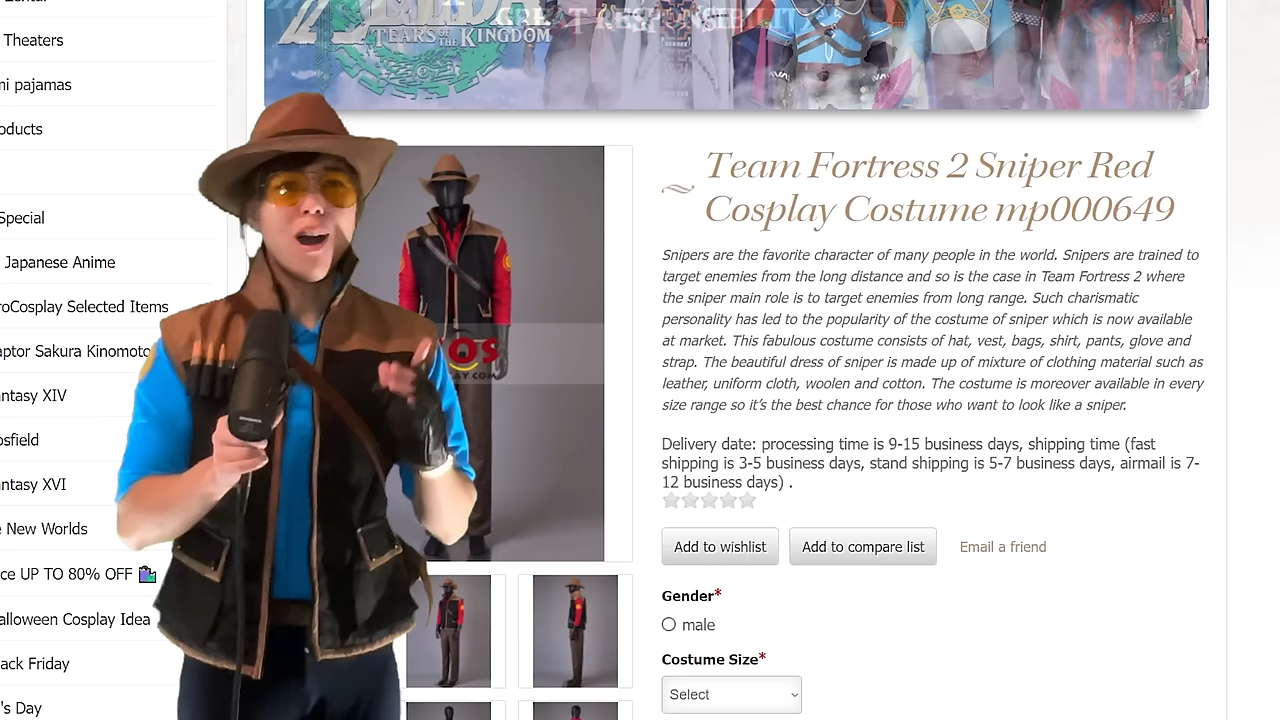 GREAT RESPONSIBILIT
TEARS OF THE KINGDOM
Theaters
mi pajamas
oducts
Special
Japanese Anime
roCosplay Selected Items
aptor Sakura Kinomoto
ntasy XIV
osfield
ntasy XVI
e New Worlds
ce UP TO 80% OFF
alloween Cosplay Idea
ack Friday
's Day
Team Fortress 2 Sniper Red
Cosplay Costume mp000649
Snipers are the favorite character of many people in the world. Snipers are trained to
target enemies from the long distance and so is the case in Team Fortress 2 where
the sniper main role is to target enemies from long range. Such charismatic
personality has led to the popularity of the costume of sniper which is now available
at market. This fabulous costume consists of hat, vest, bags, shirt, pants, glove and
strap. The beautiful dress of sniper is made up of mixture of clothing material such as
leather, uniform cloth, woolen and cotton. The costume is moreover available in every
size range so it's the best chance for those who want to look like a sniper.
Delivery date: processing time is 9-15 business days, shipping time (fast
shipping is 3-5 business days, stand shipping is 5-7 business days, airmail is 7-
12 business days) .
Add to wishlist
Add to compare list
Email a friend
Gender*
male
Costume Size*
Select
OS
AY.COM